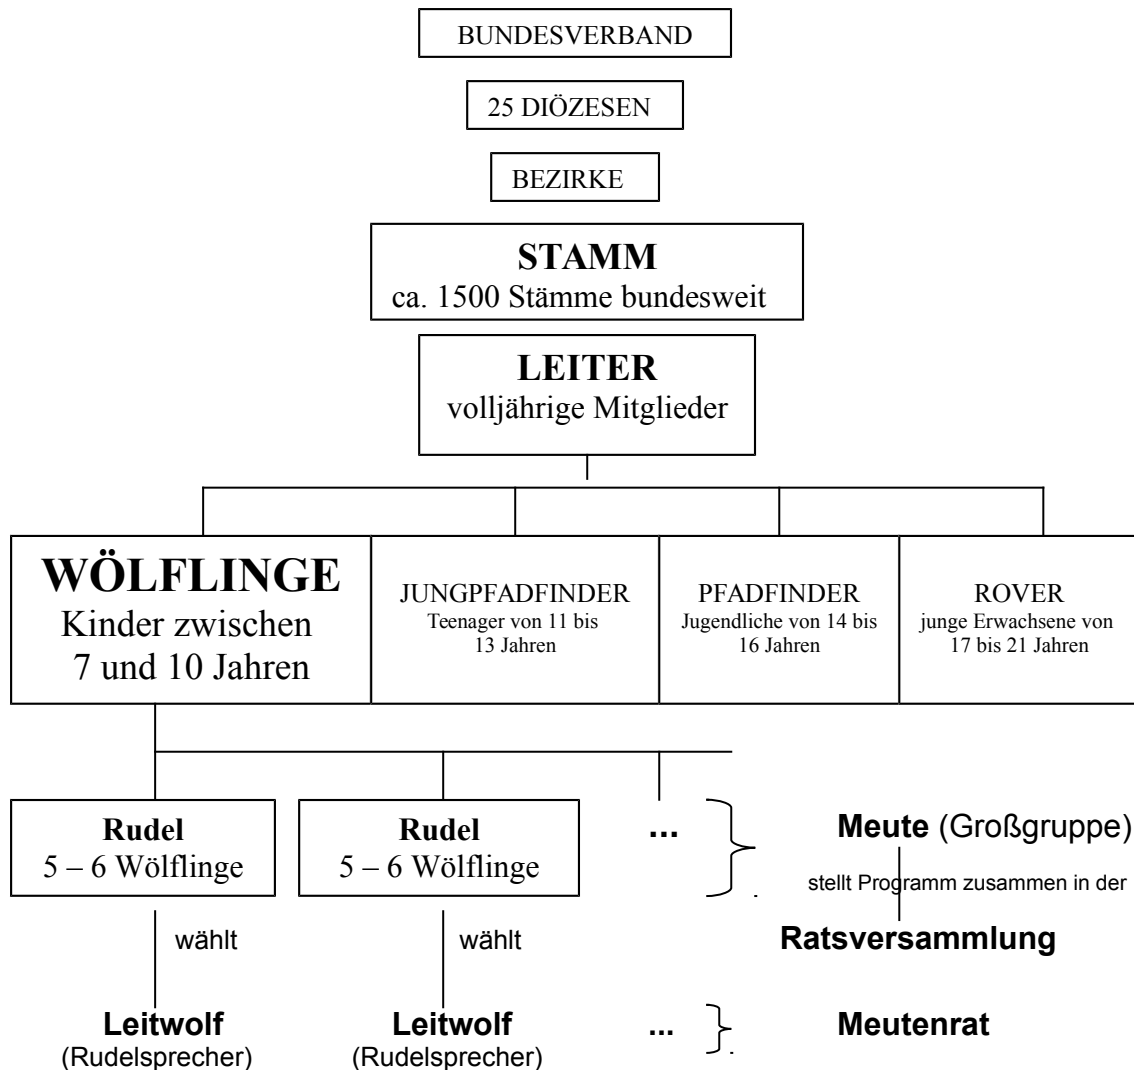 BUNDESVERBAND
25 DIÖZESEN
BEZIRKE
STAMM
ca. 1500 Stämme bundesweit
LEITER
volljährige Mitglieder
WÖLFLINGE
Kinder zwischen
7 und 10 Jahren
JUNGPFADFINDER
Teenager von 11 bis
13 Jahren
PFADFINDER
Jugendliche von 14 bis
16 Jahren
ROVER
junge Erwachsene von
17 bis 21 Jahren
Rudel
5 – 6 Wölflinge
Rudel
5 – 6 Wölflinge
...
Meute (Großgruppe)
stellt Programm zusammen in der
wählt
wählt
Ratsversammlung
Leitwolf
(Rudelsprecher)
Leitwolf
(Rudelsprecher)
...
Meutenrat